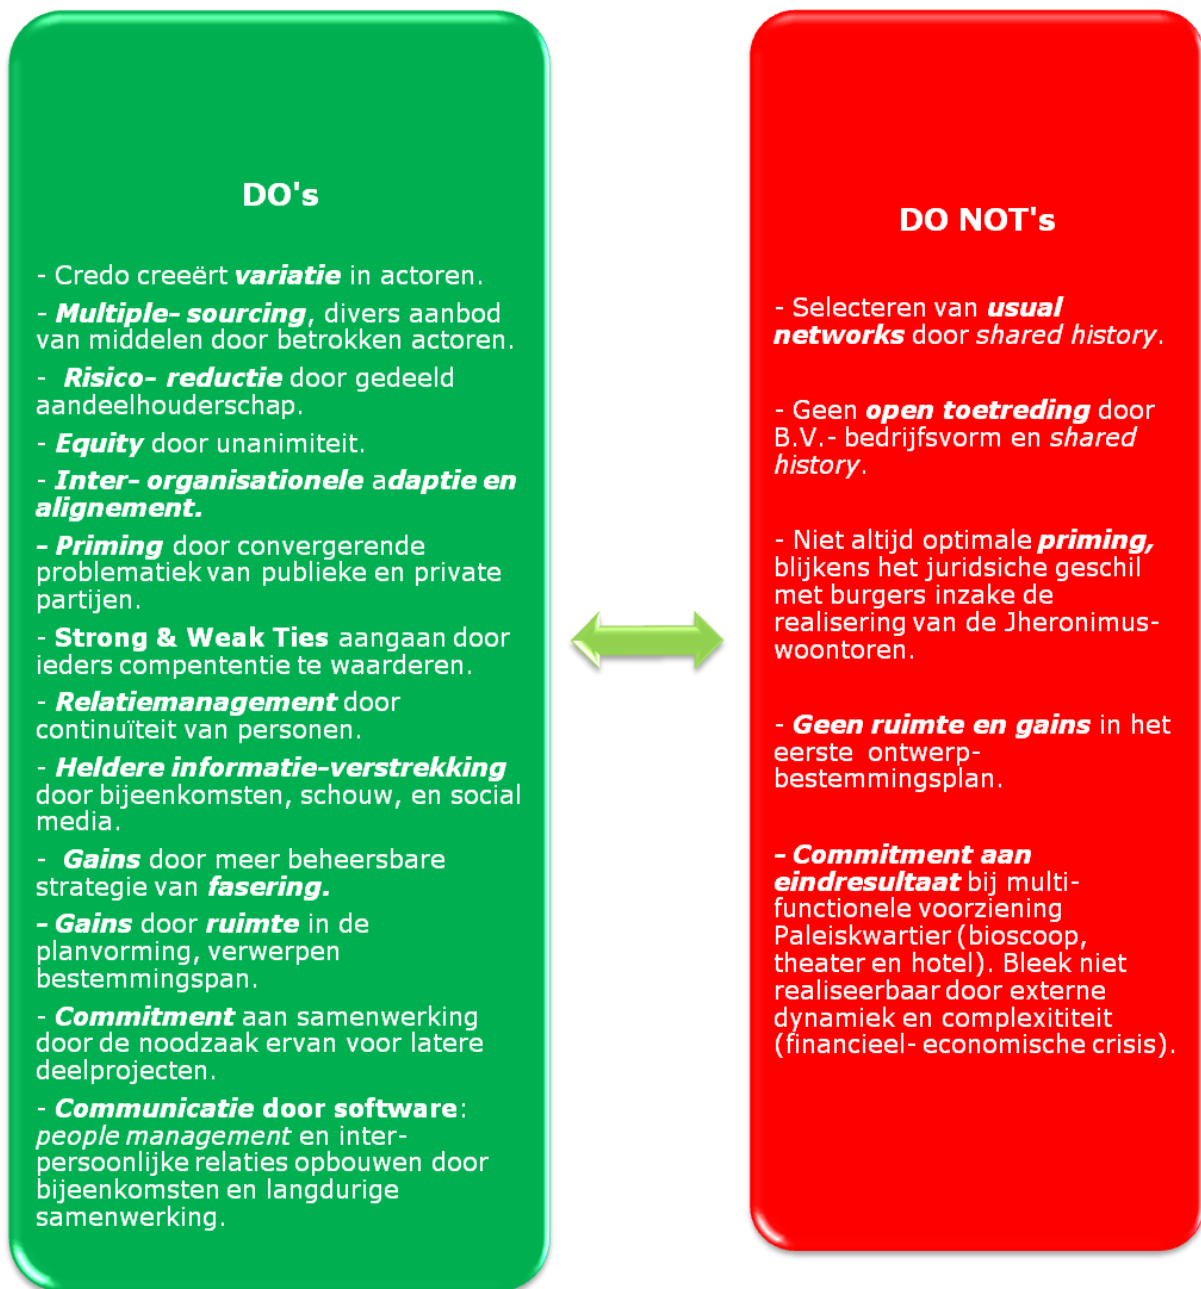 DO's
- Credo creeërt variatie in actoren.
- Multiple- sourcing, divers aanbod
van middelen door betrokken actoren.
- Risico- reductie door gedeeld
aandeelhouderschap.
- Equity door unanimiteit.
- Inter- organisationele adaptie en
alignement.
- Priming door convergerende
problematiek van publieke en private
partijen.
- Strong & Weak Ties aangaan door
ieders compententie te waarderen.
- Relatiemanagement door
continuïteit van personen.
- Heldere informatie-verstrekking
door bijeenkomsten, schouw, en social
media.
- Gains door meer beheersbare
strategie van fasering.
- Gains door ruimte in de
planvorming, verwerpen
bestemmingspan.
- Commitment aan samenwerking
door de noodzaak ervan voor latere
deelprojecten.
- Communicatie door software:
people management en inter-
persoonlijke relaties opbouwen door
bijeenkomsten en langdurige
samenwerking.
DO NOT's
- Selecteren van usual
networks door shared history.
- Geen open toetreding door
B.V.- bedrijfsvorm en shared
history.
- Niet altijd optimale priming,
blijkens het juridsiche geschil
met burgers inzake de
realisering van de Jheronimus-
woontoren.
- Geen ruimte en gains in het
eerste ontwerp-
bestemmingsplan.
- Commitment aan
eindresultaat bij multi-
functionele voorziening
Paleiskwartier (bioscoop,
theater en hotel). Bleek niet
realiseerbaar door externe
dynamiek en complexititeit
(financieel- economische crisis).